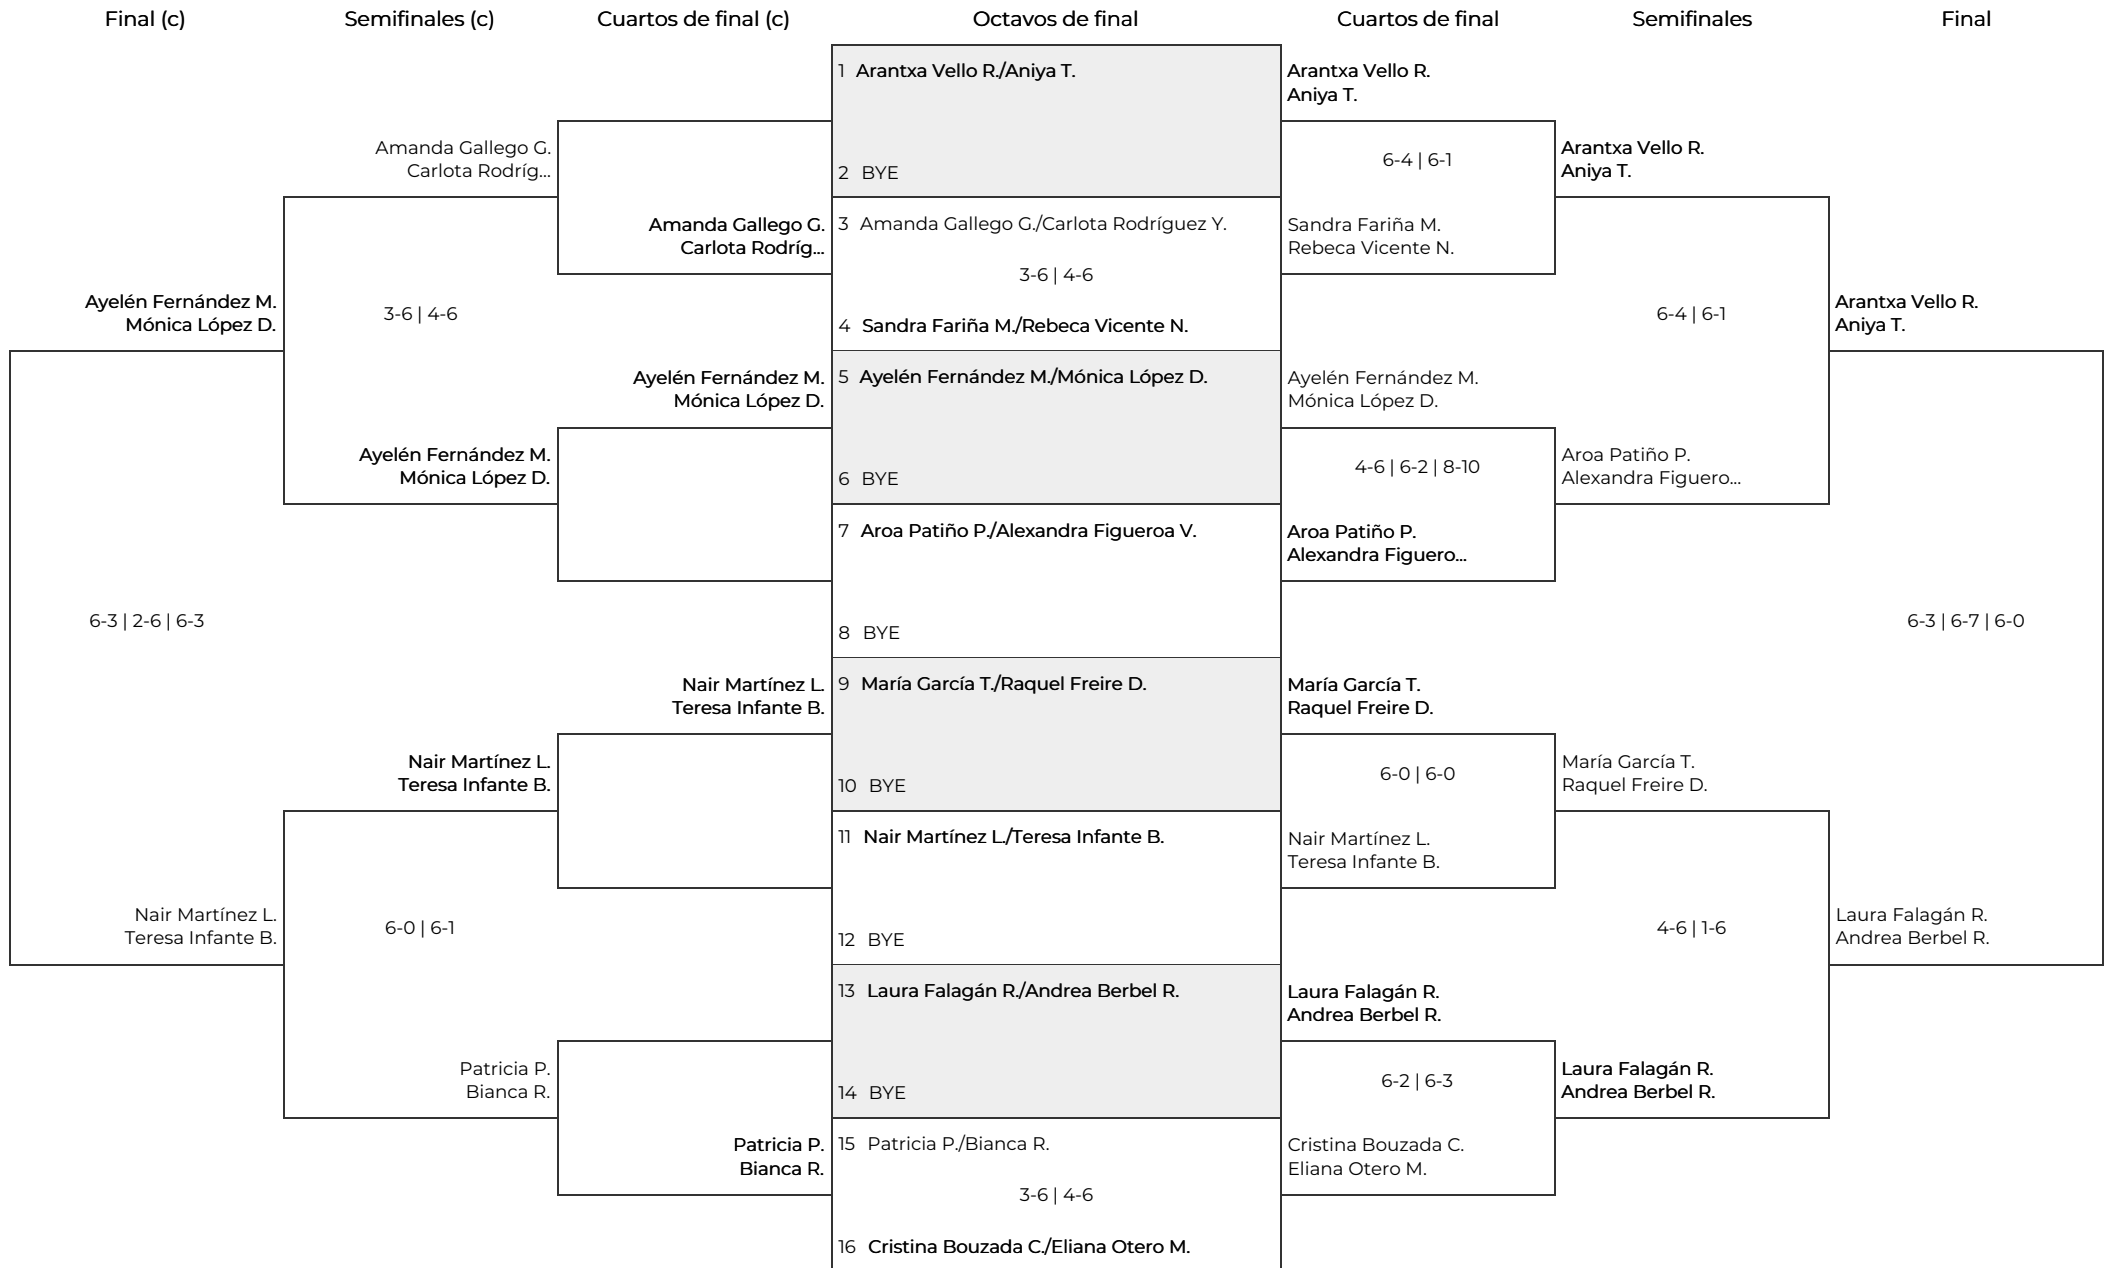 Final (c)
Semifinales (c)
Cuartos de final (c)
Octavos de final
Cuartos de final
Semifinales
Final
Ayelén Fernández M.
Mónica López D.
6-3 | 2-6 | 6-3
Nair Martínez L.
Teresa Infante B.
Amanda Gallego G.
Carlota Rodríg...
3-6 | 4-6
Ayelén Fernández M.
Mónica López D.
Nair Martínez L.
Teresa Infante B.
6-0 | 6-1
Patricia P.
Bianca R.
Amanda Gallego G.
Carlota Rodríg...
Ayelén Fernández M.
Mónica López D.
Nair Martínez L.
Teresa Infante B.
Patricia P.
Bianca R.
1 Arantxa Vello R./Aniya T.
2 BYE
3 Amanda Gallego G./Carlota Rodríguez Y.
3-6 | 4-6
4 Sandra Fariña M./Rebeca Vicente N.
5 Ayelén Fernández M./Mónica López D.
6 BYE
7 Aroa Patiño P./Alexandra Figueroa V.
8 BYE
9 María García T./Raquel Freire D.
10 BYE
11 Nair Martínez L./Teresa Infante B.
12 BYE
13 Laura Falagán R./Andrea Berbel R.
14 BYE
15 Patricia P./Bianca R.
3-6 | 4-6
16 Cristina Bouzada C./Eliana Otero M.
Arantxa Vello R.
Aniya T.
6-4 | 6-1
Sandra Fariña M.
Rebeca Vicente N.
Ayelén Fernández M.
Mónica López D.
4-6 | 6-2 | 8-10
Aroa Patiño P.
Alexandra Figuero...
María García T.
Raquel Freire D.
6-0 | 6-0
Nair Martínez L.
Teresa Infante B.
Laura Falagán R.
Andrea Berbel R.
6-2 | 6-3
Cristina Bouzada C.
Eliana Otero M.
Arantxa Vello R.
Aniya T.
6-4 | 6-1
Aroa Patiño P.
Alexandra Figuero...
María García T.
Raquel Freire D.
4-6 | 1-6
Laura Falagán R.
Andrea Berbel R.
Arantxa Vello R.
Aniya T.
6-3 | 6-7 | 6-0
Laura Falagán R.
Andrea Berbel R.